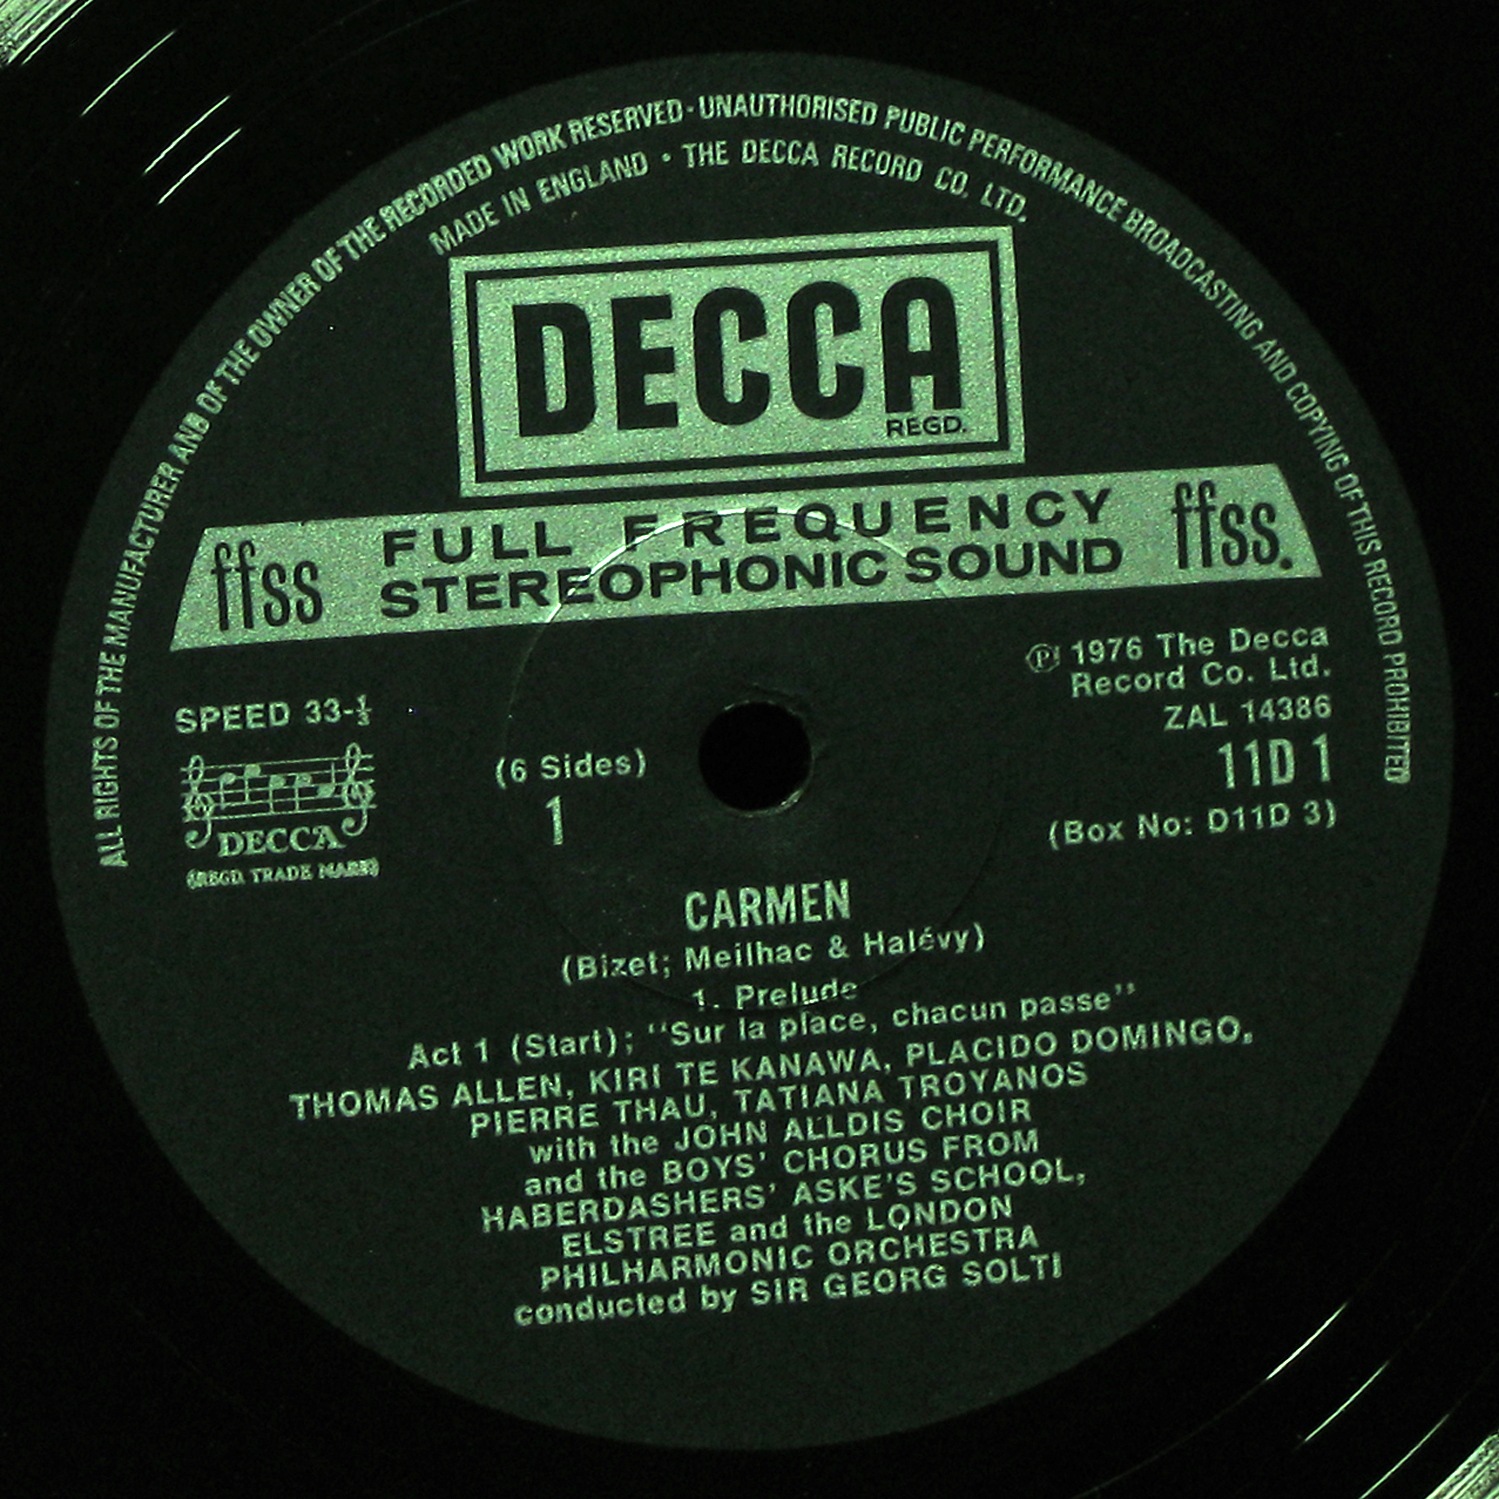 ALL RIGHTS OF THE MANUFACTURER AND OF THE OWNER OF THE RECORDED WORK RESERVED · UNAUTHORISED PUBLIC PERFORMANCE BROADCASTING AND COPYING OF THIS RECORD PROHIBITED
MADE IN ENGLAND • THE DECCA RECORD CO. LTD.
DECCA
REGD.
ffss
FULL FREQUENCY
STEREOPHONIC SOUND
ffss.
SPEED 33-⅓
DECCA
(REGD. TRADE MARK)
(6 Sides)
1
Ⓟ 1976 The Decca
Record Co. Ltd.
ZAL 14386
11D 1
(Box No: D11D 3)
CARMEN
(Bizet; Meilhac & Halévy)
1. Prelude
Act 1 (Start); “Sur la place, chacun passe”
THOMAS ALLEN, KIRI TE KANAWA, PLACIDO DOMINGO,
PIERRE THAU, TATIANA TROYANOS
with the JOHN ALLDIS CHOIR
and the BOYS’ CHORUS FROM
HABERDASHERS’ ASKE’S SCHOOL,
ELSTREE and the LONDON
PHILHARMONIC ORCHESTRA
conducted by SIR GEORG SOLTI